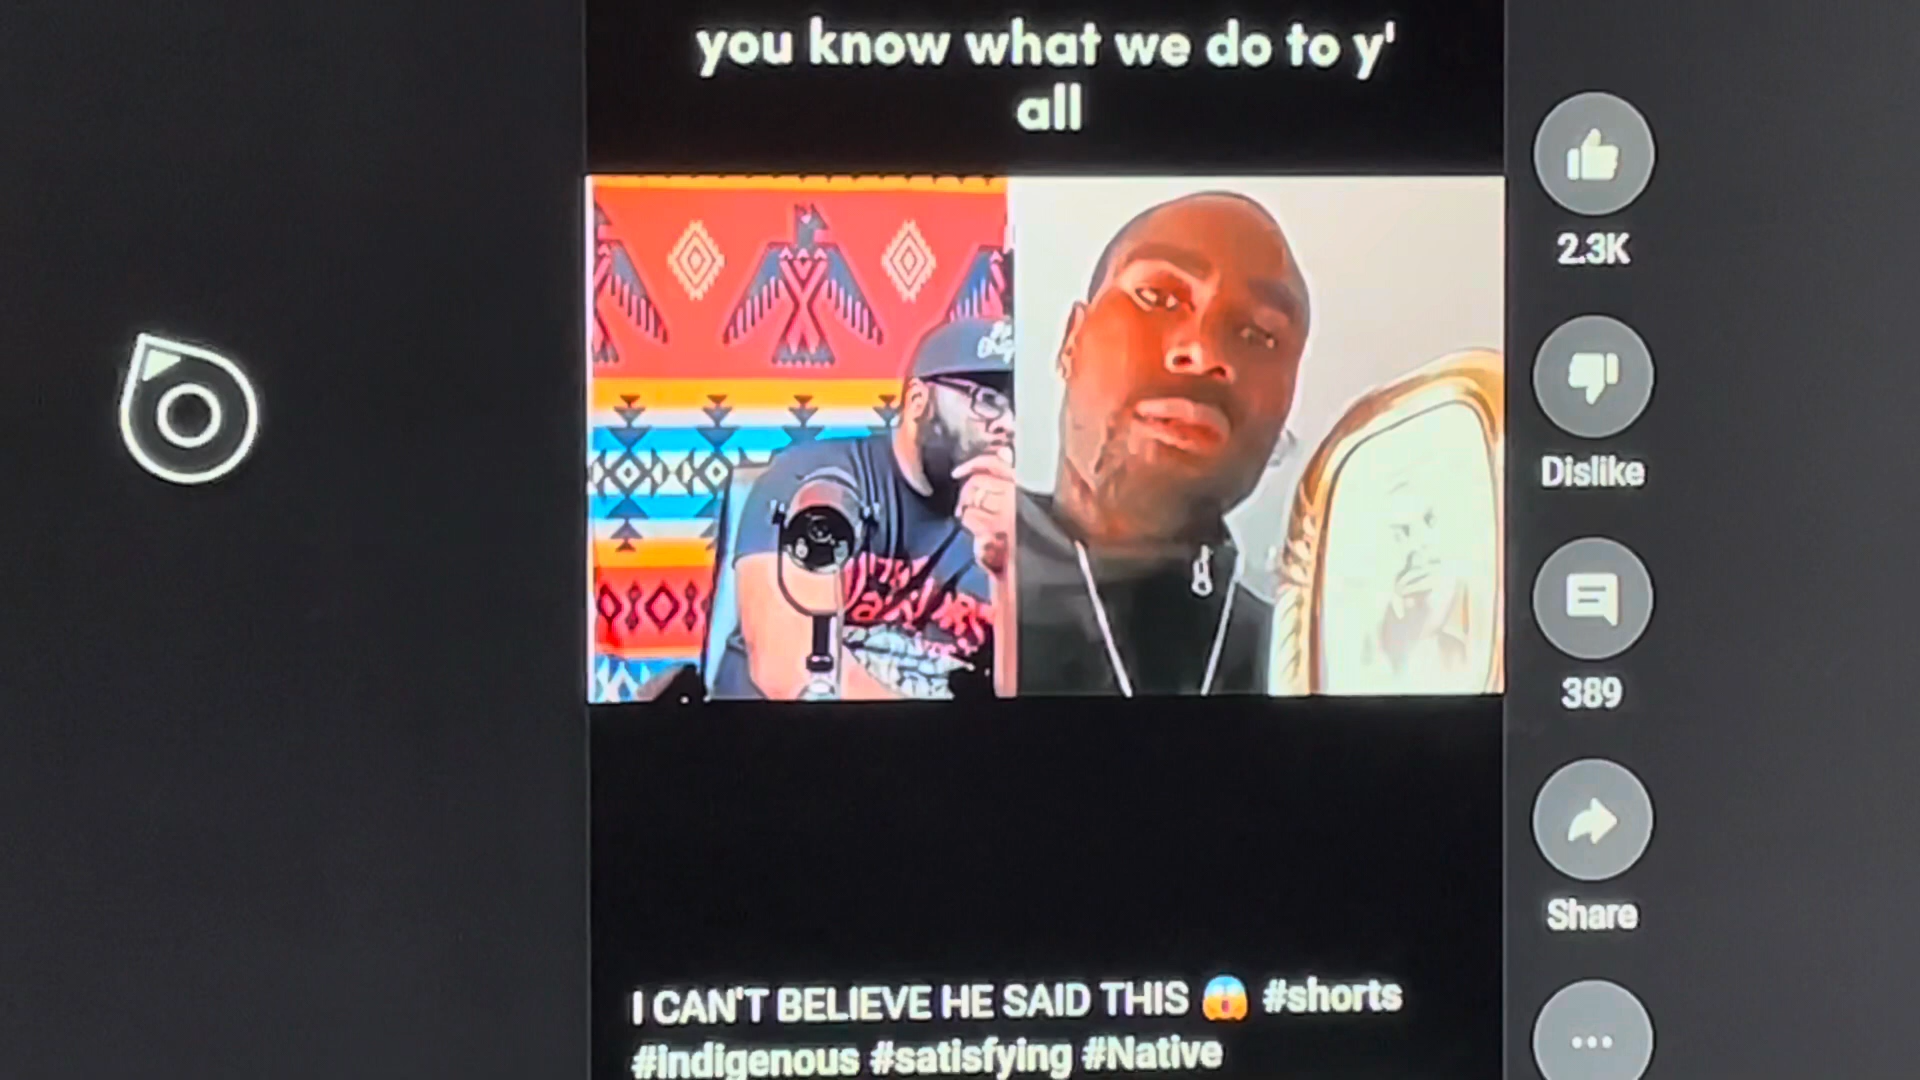 you know what we do to y'
all
2.3K
Dislike
389
Share
I CAN'T BELIEVE HE SAID THIS 😱 #shorts
#indigenous #satisfying #Native